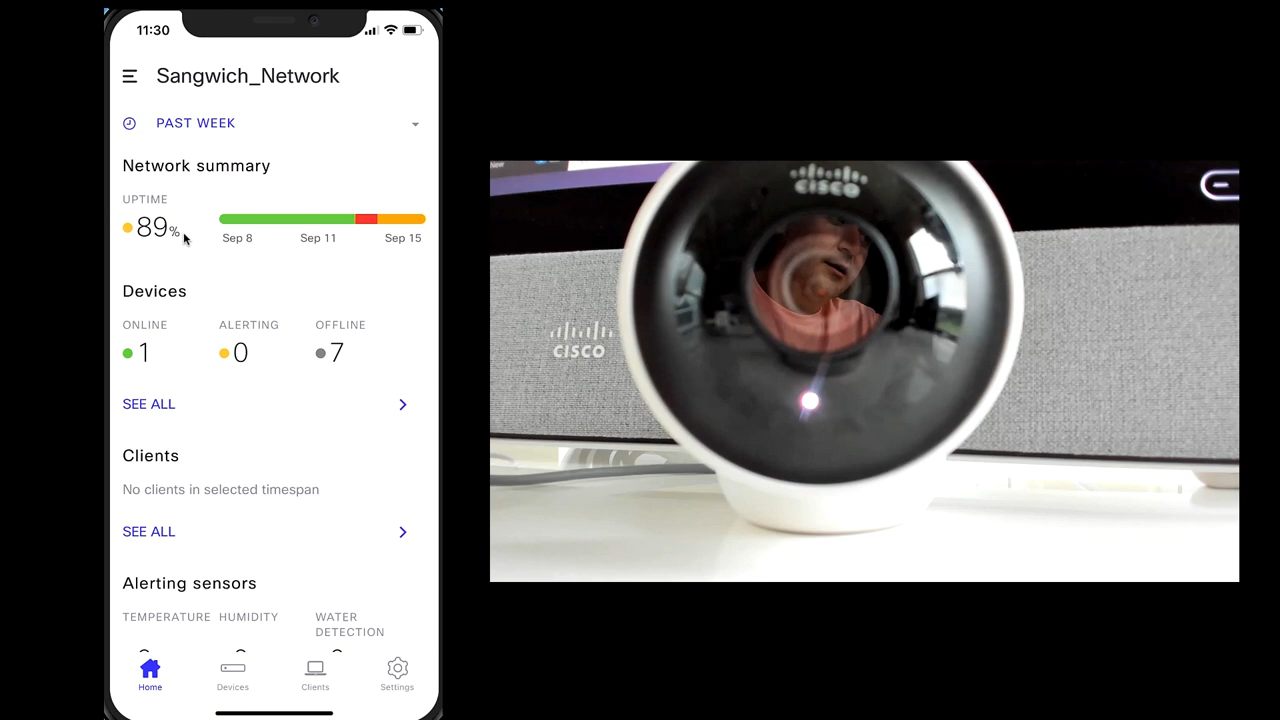 11:30
Sangwich_Network
PAST WEEK
Network summary
UPTIME
89%
Sep 8 Sep 11 Sep 15
Devices
ONLINE ALERTING OFFLINE
1 0 7
SEE ALL
Clients
No clients in selected timespan
SEE ALL
Alerting sensors
TEMPERATURE HUMIDITY WATER DETECTION
Home Devices Clients Settings
New
CISCO
CISCO